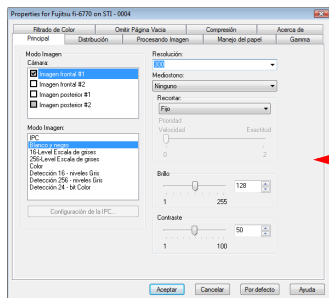 Properties for Fujitsu fi-6770 on STI - 0004
Filtrado de Color
Omitir Página Vacia
Compresión
Acerca de
Principal
Distribución
Procesando Imagen
Manejo del papel
Gamma
Modo Imagen
Cámara:
Imagen frontal #1
Imagen frontal #2
Imagen posterior #1
Imagen posterior #2
Modo Imagen:
IPC
Blanco y negro
16-Level Escala de grises
256-Level Escala de grises
Color
Detección 16 - niveles Gris
Detección 256 - niveles Gris
Detección 24 - bit Color
Configuración de la IPC...
Resolución:
300
Mediostono:
Ninguno
Recortar:
Fijo
Prioridad
Velocidad
Exactitud
0
2
Brillo
128
1
255
Contraste
50
1
100
Aceptar
Cancelar
Por defecto
Ayuda